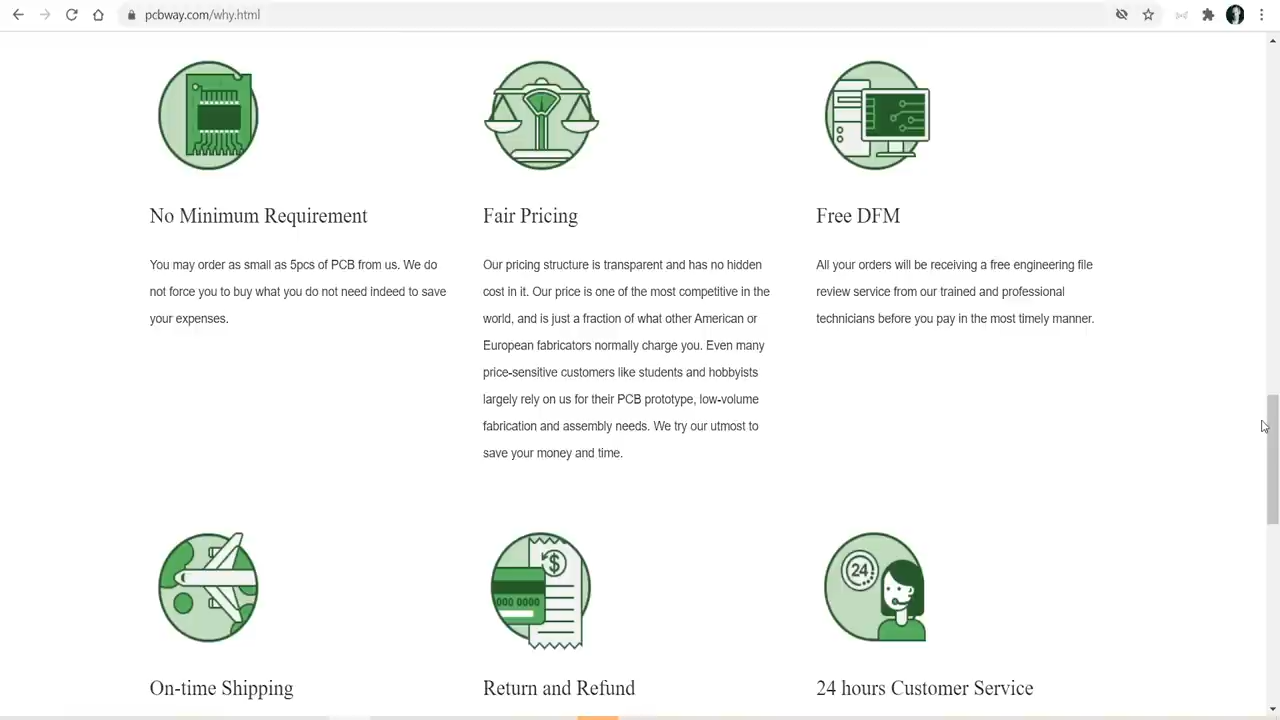 pcbway.com/why.html
No Minimum Requirement
You may order as small as 5pcs of PCB from us. We do
not force you to buy what you do not need indeed to save
your expenses.
Fair Pricing
Our pricing structure is transparent and has no hidden
cost in it. Our price is one of the most competitive in the
world, and is just a fraction of what other American or
European fabricators normally charge you. Even many
price-sensitive customers like students and hobbyists
largely rely on us for their PCB prototype, low-volume
fabrication and assembly needs. We try our utmost to
save your money and time.
Free DFM
All your orders will be receiving a free engineering file
review service from our trained and professional
technicians before you pay in the most timely manner.
On-time Shipping
$
000 0000
Return and Refund
24
24 hours Customer Service